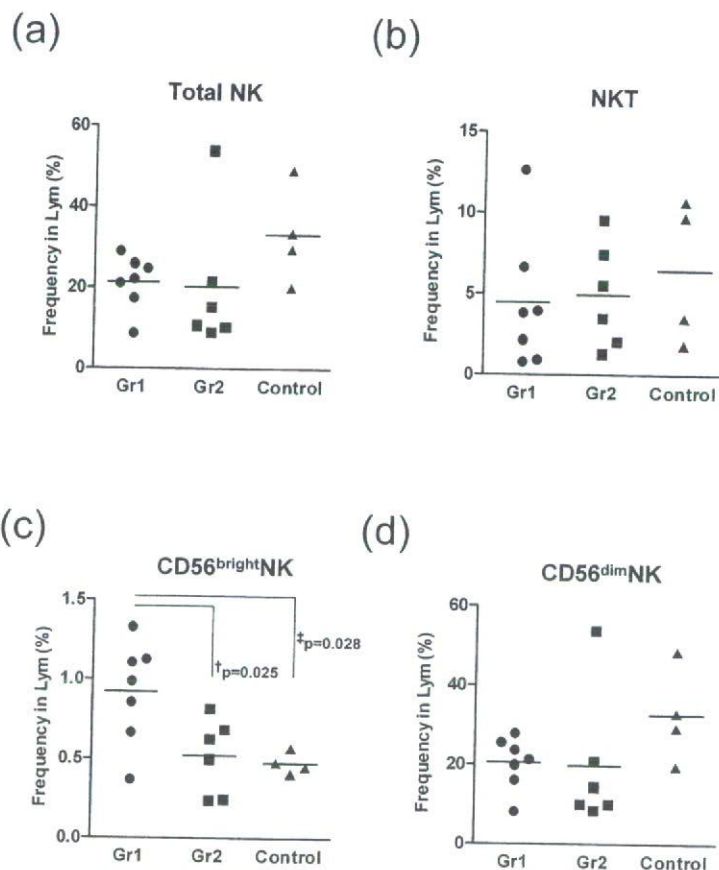 (a)
Total NK
Frequency in Lym (%)
60
40
20
0
Gr1 Gr2 Control
(b)
NKT
Frequency in Lym (%)
15
10
5
0
Gr1 Gr2 Control
(c)
CD56brightNK
Frequency in Lym (%)
1.5
1.0
0.5
0.0
†p=0.025
‡p=0.028
Gr1 Gr2 Control
(d)
CD56dimNK
Frequency in Lym (%)
60
40
20
0
Gr1 Gr2 Control